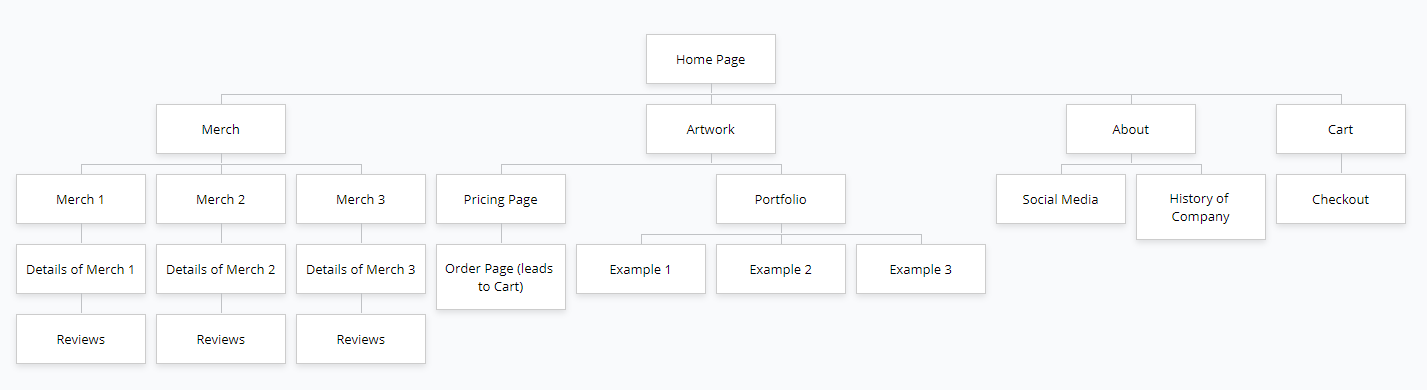 Home Page
Merch
Artwork
About
Cart
Merch 1
Merch 2
Merch 3
Pricing Page
Portfolio
Social Media
History of
Company
Checkout
Details of Merch 1
Details of Merch 2
Details of Merch 3
Order Page (leads
to Cart)
Example 1
Example 2
Example 3
Reviews
Reviews
Reviews